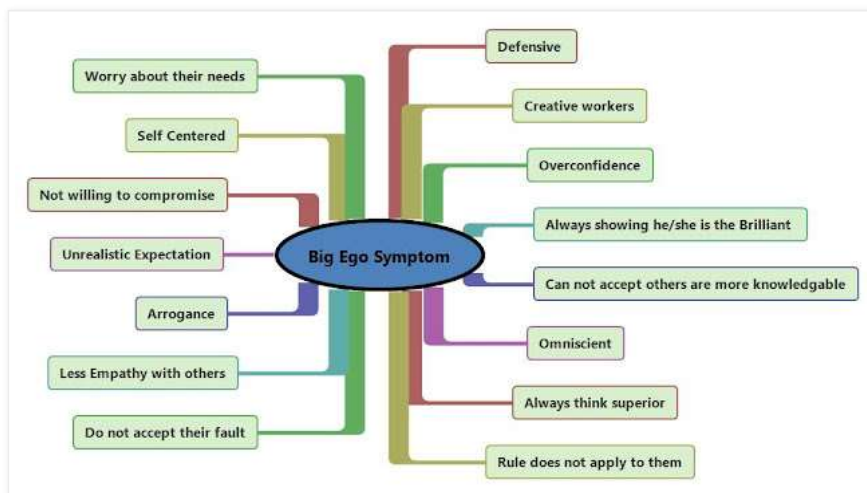 Defensive
Worry about their needs
Creative workers
Self Centered
Overconfidence
Not willing to compromise
Always showing he/she is the Brilliant
Big Ego Symptom
Unrealistic Expectation
Can not accept others are more knowledgable
Arrogance
Omniscient
Less Empathy with others
Always think superior
Do not accept their fault
Rule does not apply to them